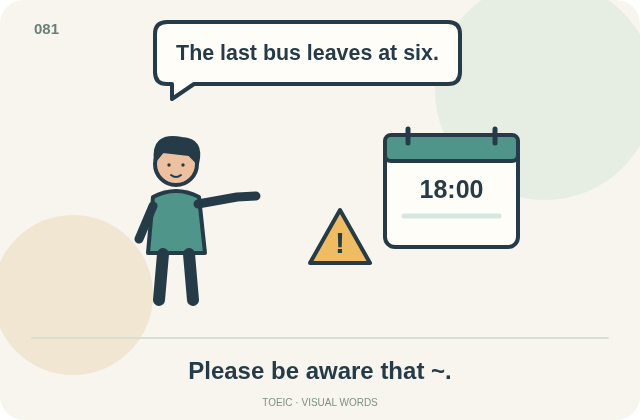 081
The last bus leaves at six.
18:00
!
Please be aware that ~.
TOEIC · VISUAL WORDS